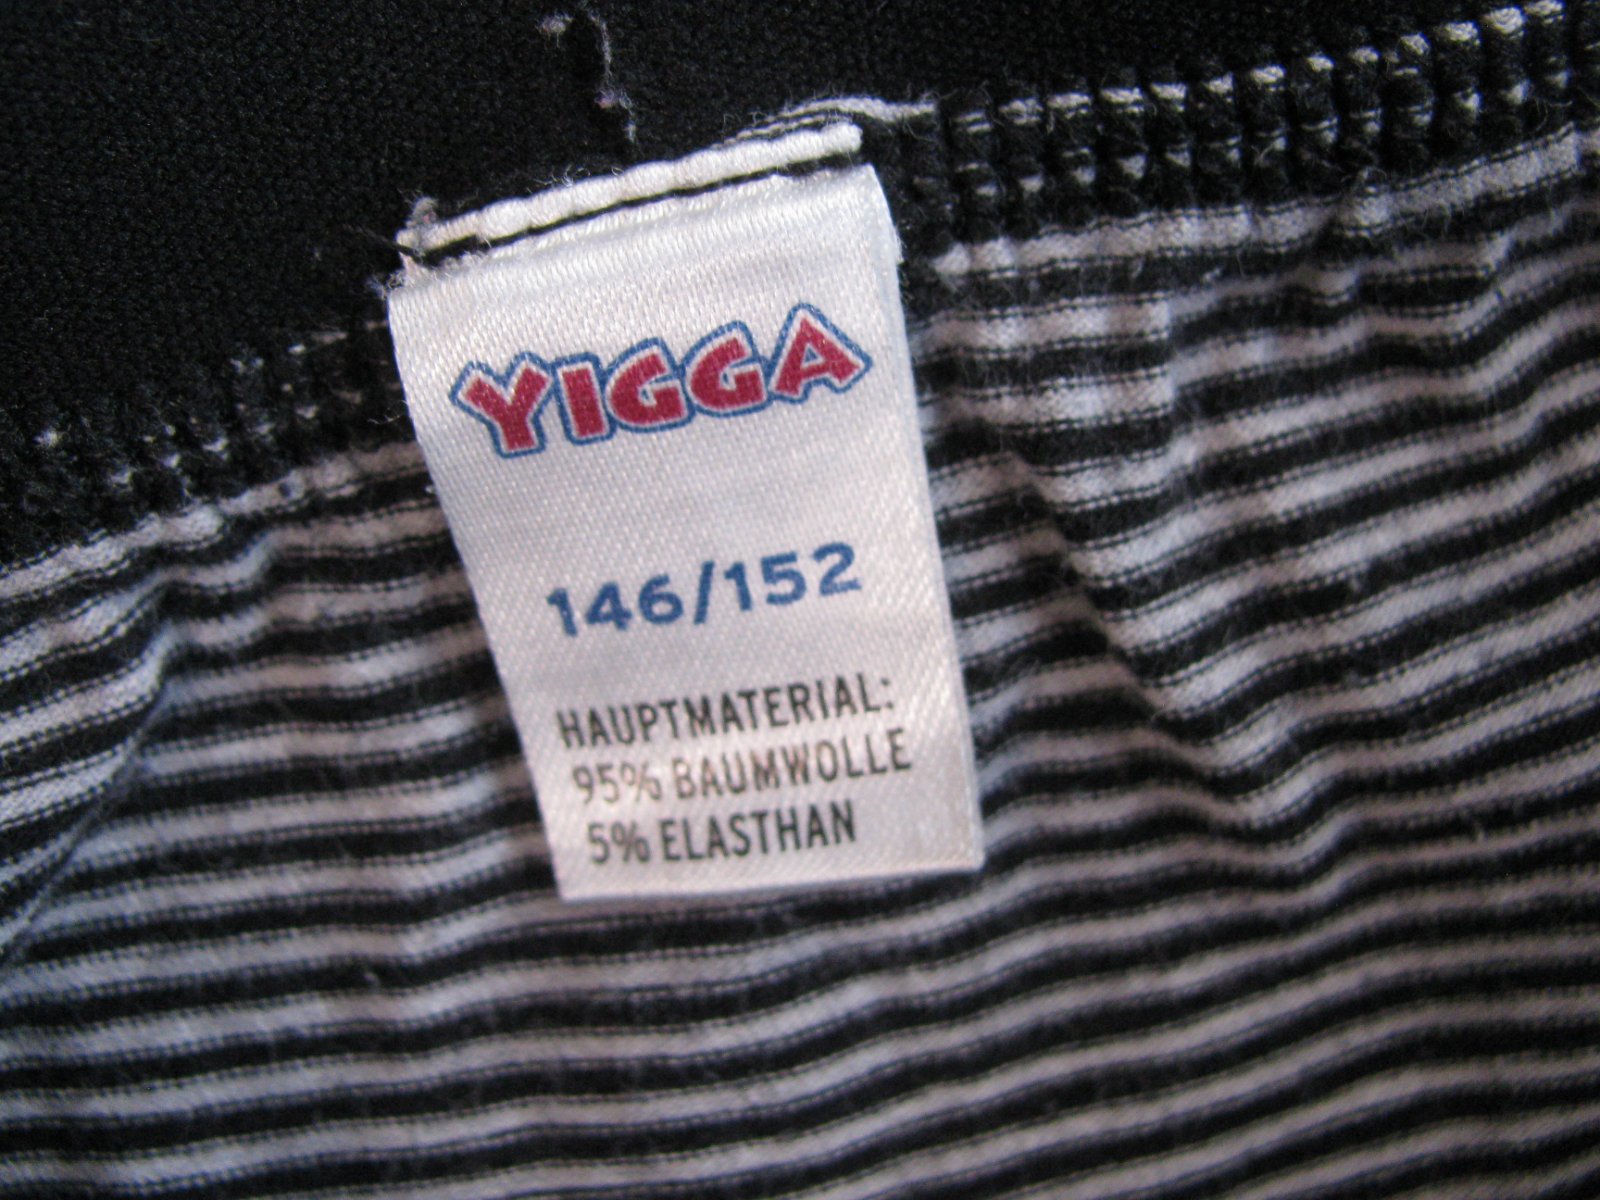 YIGGA
146/152
HAUPTMATERIAL:
95% BAUMWOLLE
5% ELASTHAN